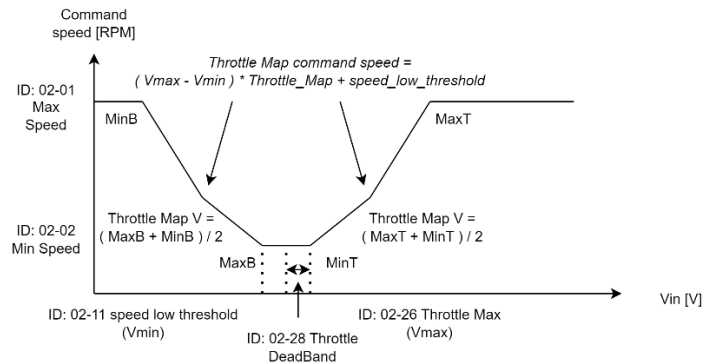 Command
speed [RPM]
Throttle Map command speed =
( Vmax - Vmin ) * Throttle_Map + speed_low_threshold
ID: 02-01
Max
Speed
MinB
MaxT
Throttle Map V =
( MaxB + MinB ) / 2
Throttle Map V =
( MaxT + MinT ) / 2
ID: 02-02
Min Speed
MaxB
MinT
Vin [V]
ID: 02-11 speed low threshold
(Vmin)
ID: 02-28 Throttle
DeadBand
ID: 02-26 Throttle Max
(Vmax)